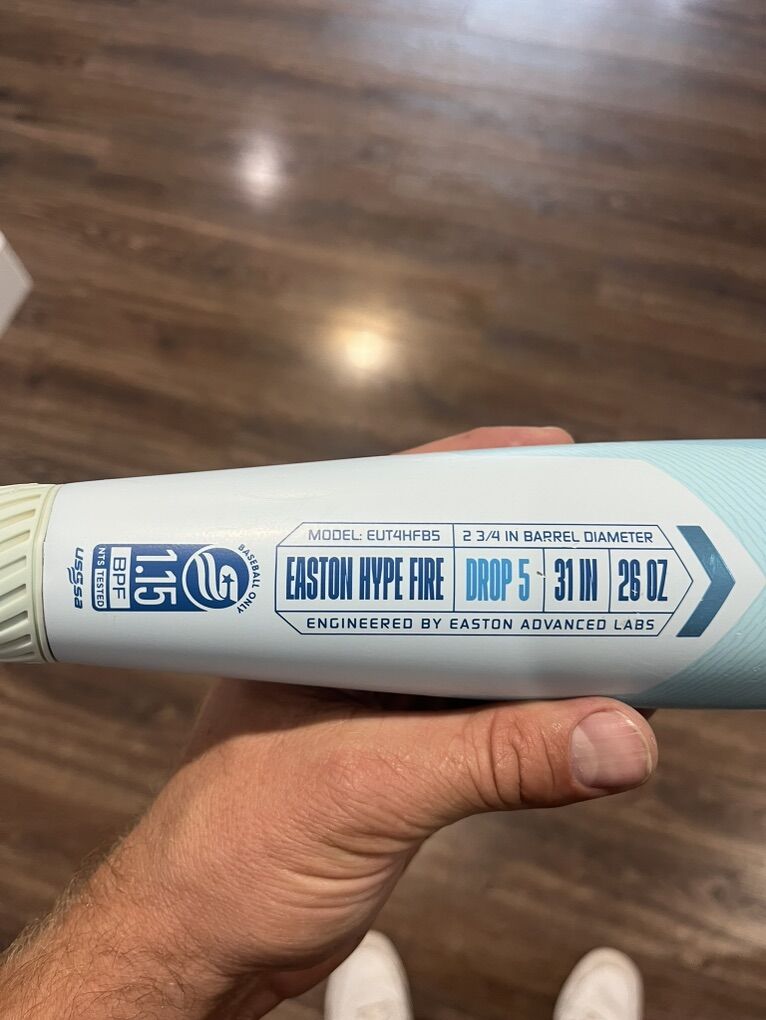 MODEL: EUT4HFB5
2 3/4 IN BARREL DIAMETER
EASTON HYPE FIRE
DROP 5
31 IN
26 OZ
ENGINEERED BY EASTON ADVANCED LABS
BASEBALL ONLY
1.15
BPF
NTS TESTED
USSSA